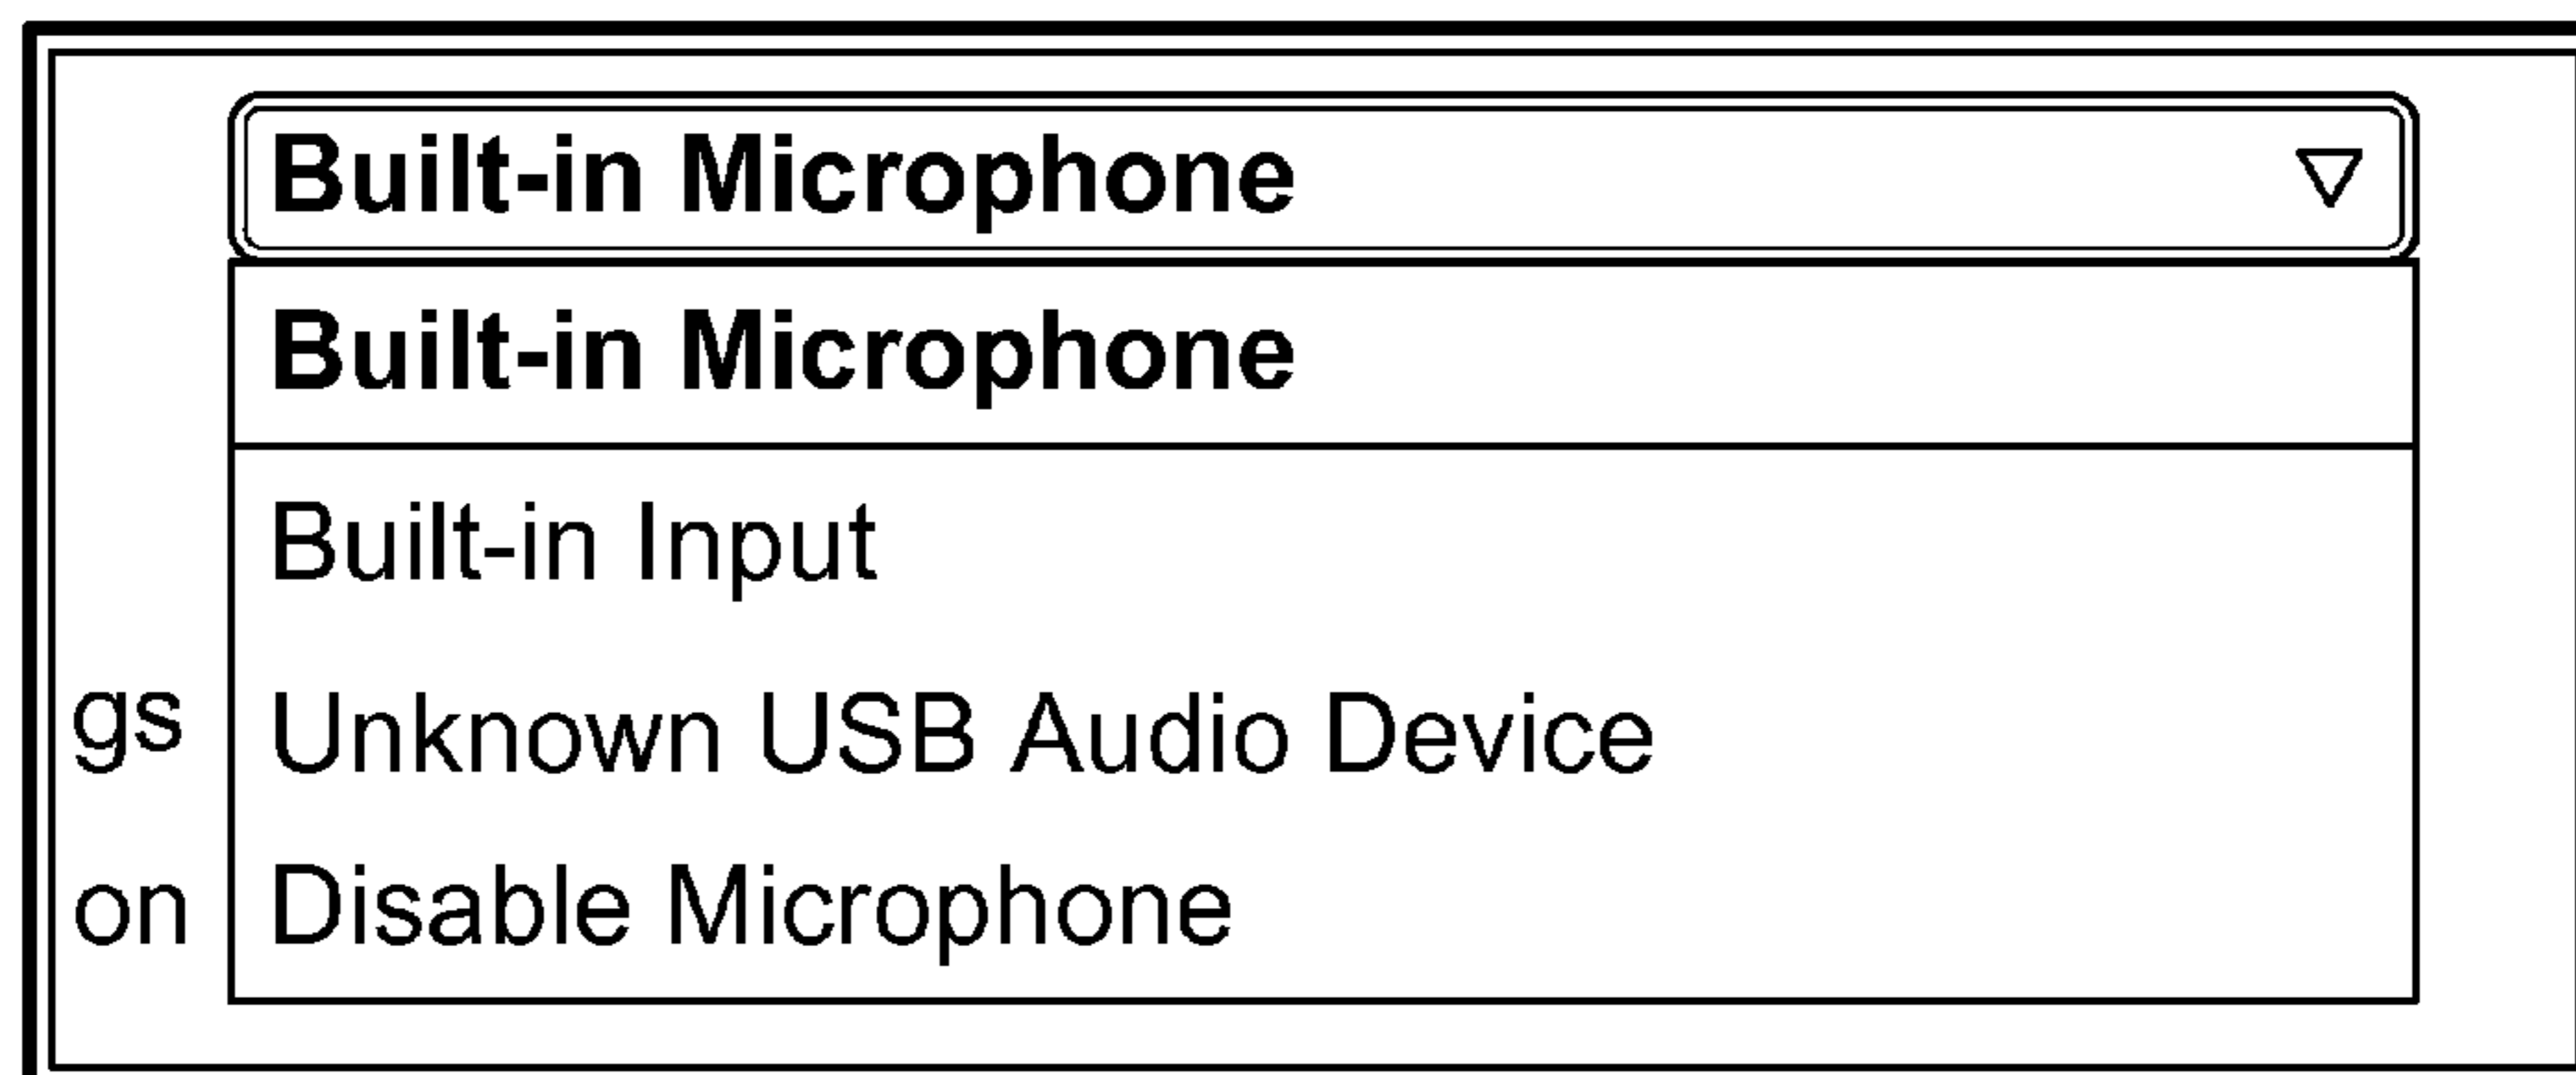 Built-in Microphone
Built-in Microphone
Built-in Input
gs Unknown USB Audio Device
on Disable Microphone